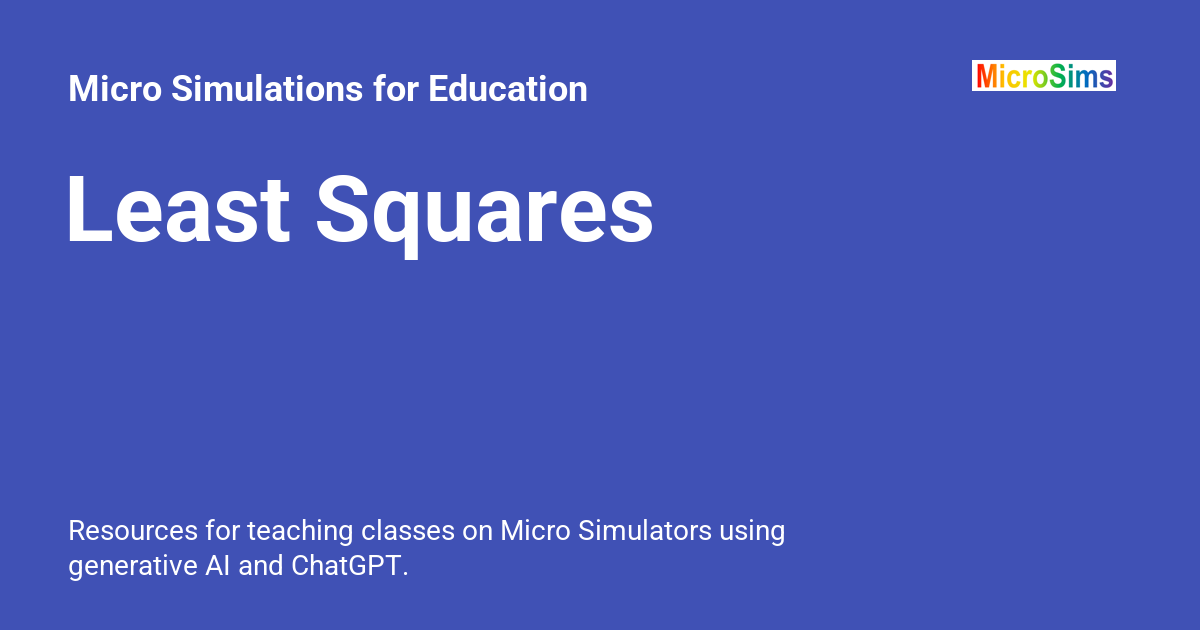 Micro Simulations for Education
MicroSims
Least Squares
Resources for teaching classes on Micro Simulators using
generative AI and ChatGPT.